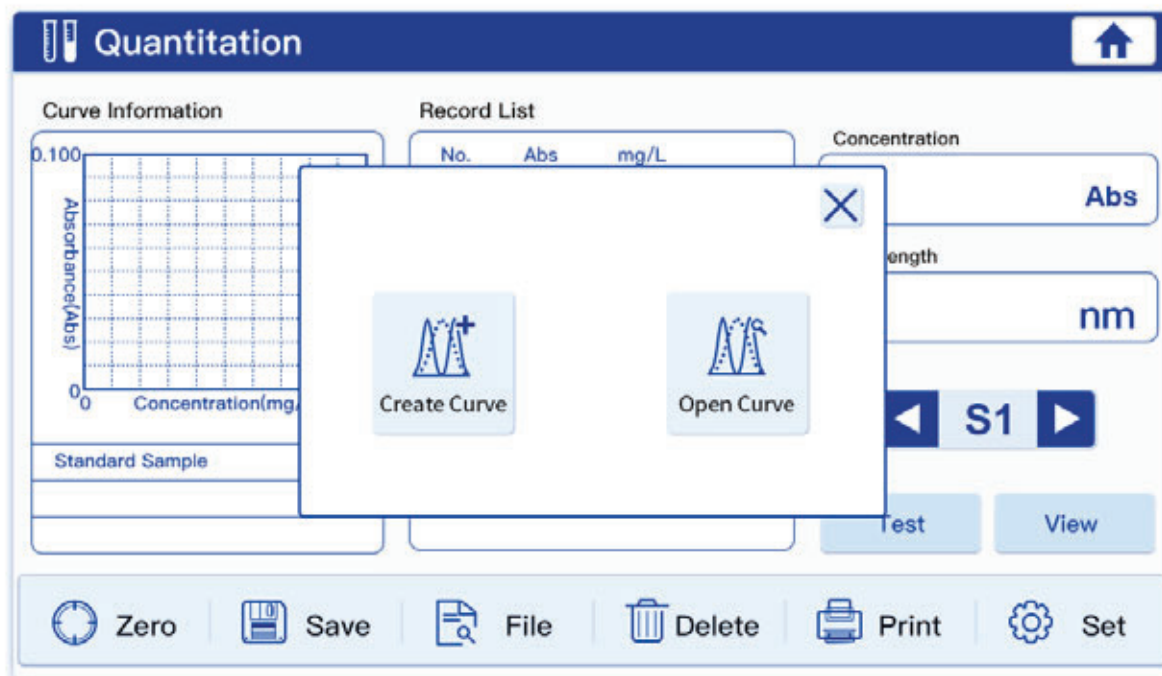 Quantitation
Curve Information
Record List
Concentration
0.100
No. Abs mg/L
Abs
Absorbance(Abs)
ength
nm
Create Curve
Open Curve
0
0
Concentration(mg/
S1
Standard Sample
Test
View
Zero
Save
File
Delete
Print
Set